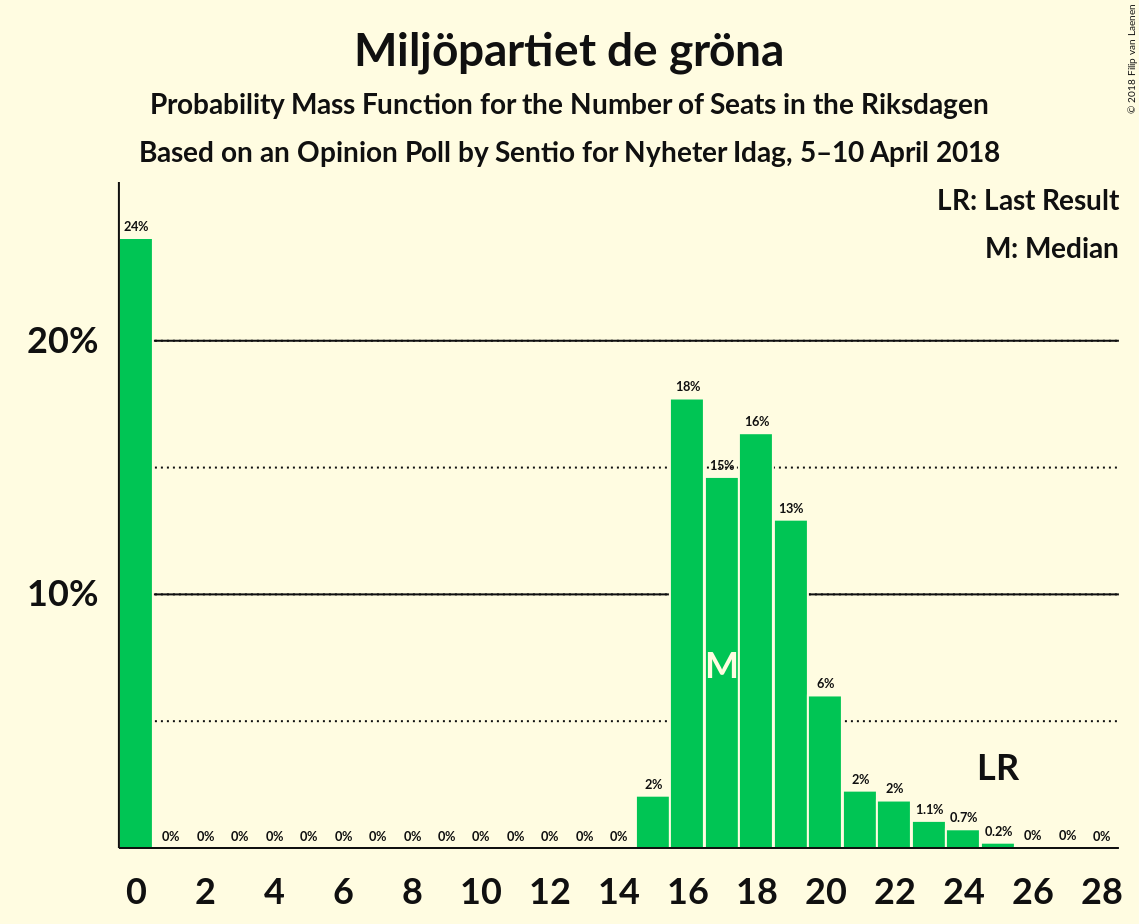 Miljöpartiet de gröna
Probability Mass Function for the Number of Seats in the Riksdagen
Based on an Opinion Poll by Sentio for Nyheter Idag, 5–10 April 2018
© 2018 Filip van Laenen
LR: Last Result
M: Median
24%
20%
18%
16%
15%
13%
10%
M
6%
LR
2%
2%
2%
1.1%
0.7%
0.2%
0% 0% 0% 0% 0% 0% 0% 0% 0% 0% 0% 0% 0% 0% 0% 0% 0%
0 2 4 6 8 10 12 14 16 18 20 22 24 26 28